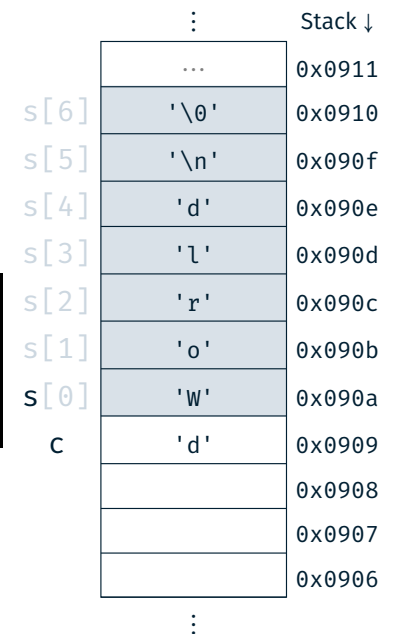 ⋮ Stack ↓
... 0x0911
s[6] '\0' 0x0910
s[5] '\n' 0x090f
s[4] 'd' 0x090e
s[3] 'l' 0x090d
s[2] 'r' 0x090c
s[1] 'o' 0x090b
s[0] 'W' 0x090a
c 'd' 0x0909
0x0908
0x0907
0x0906
⋮